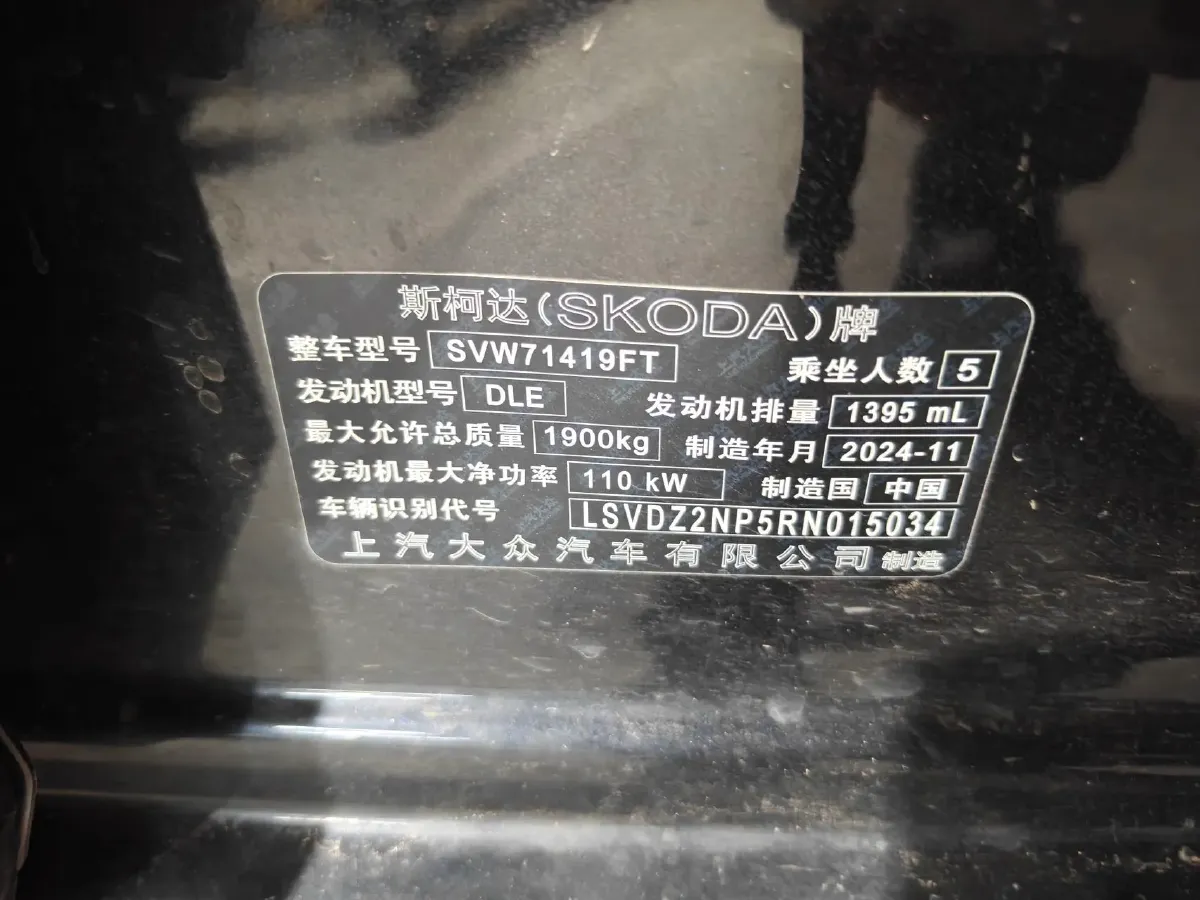 斯柯达(SKODA)牌
整车型号 SVW71419FT 乘坐人数 5
发动机型号 DLE 发动机排量 1395 mL
最大允许总质量 1900kg 制造年月 2024-11
发动机最大净功率 110 kW 制造国 中国
车辆识别代号 LSVDZ2NP5RN015034
上汽大众汽车有限公司 制造